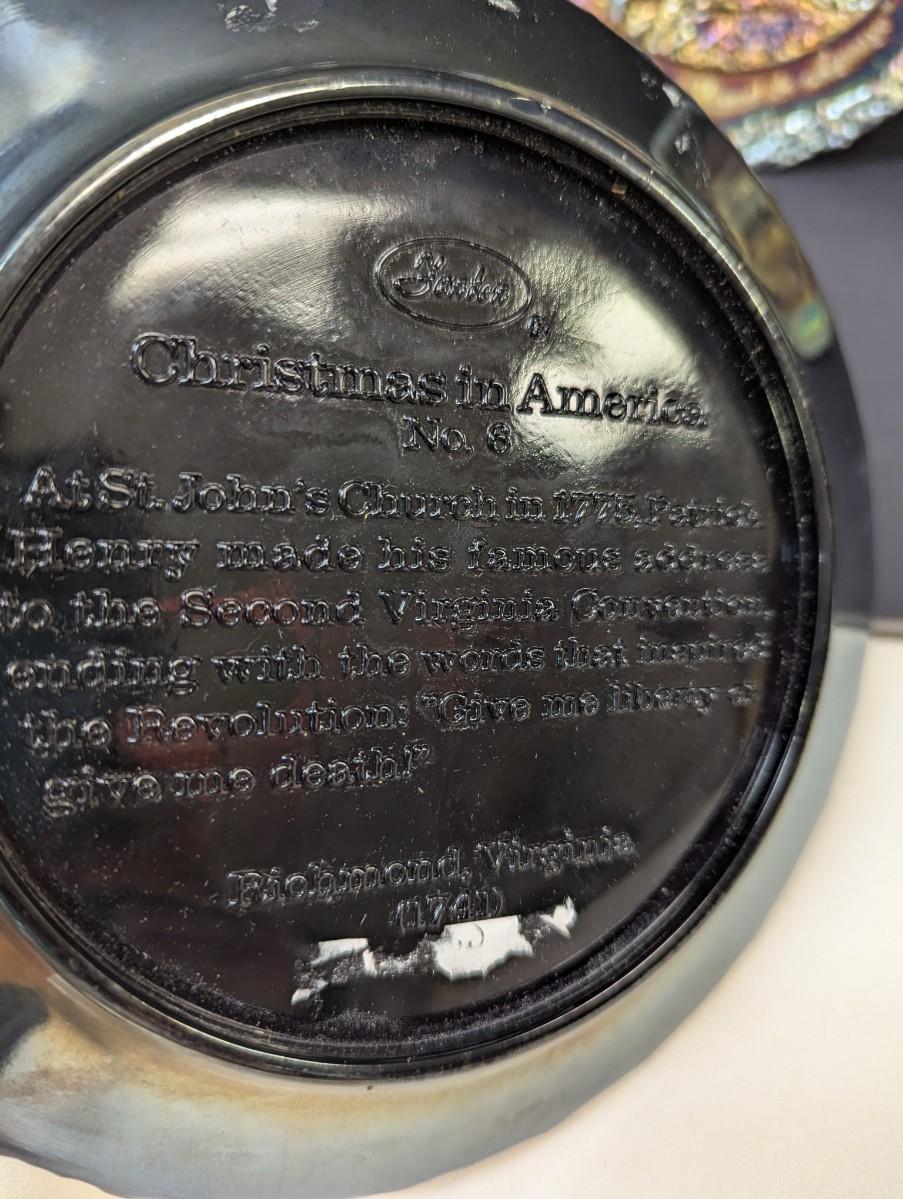 Fenton
®
Christmas in America
No. 6
At St. John's Church in 1775, Patrick
Henry made his famous address
to the Second Virginia Convention
ending with the words that inspired
the Revolution: "Give me liberty or
give me death!"
Richmond, Virginia
(1741)